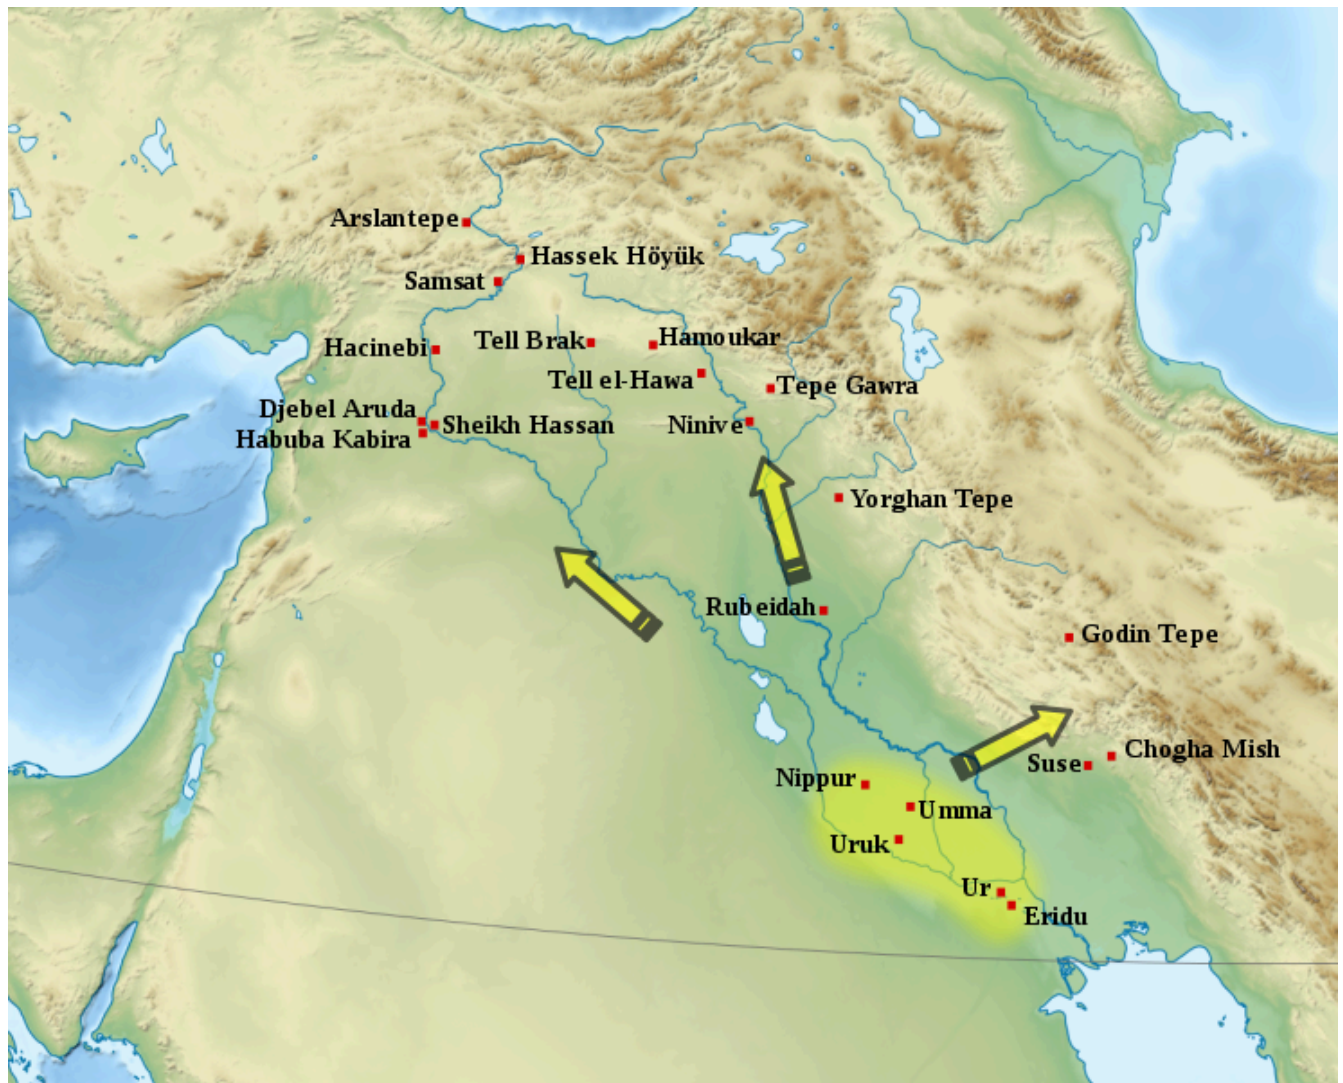 Arslantepe
Hassek Höyük
Samsat
Hacinebi
Tell Brak
Hamoukar
Tell el-Hawa
Tepe Gawra
Djebel Aruda
Sheikh Hassan
Ninive
Habuba Kabira
Yorghan Tepe
Rubeidah
Godin Tepe
Chogha Mish
Suse
Nippur
Umma
Uruk
Ur
Eridu